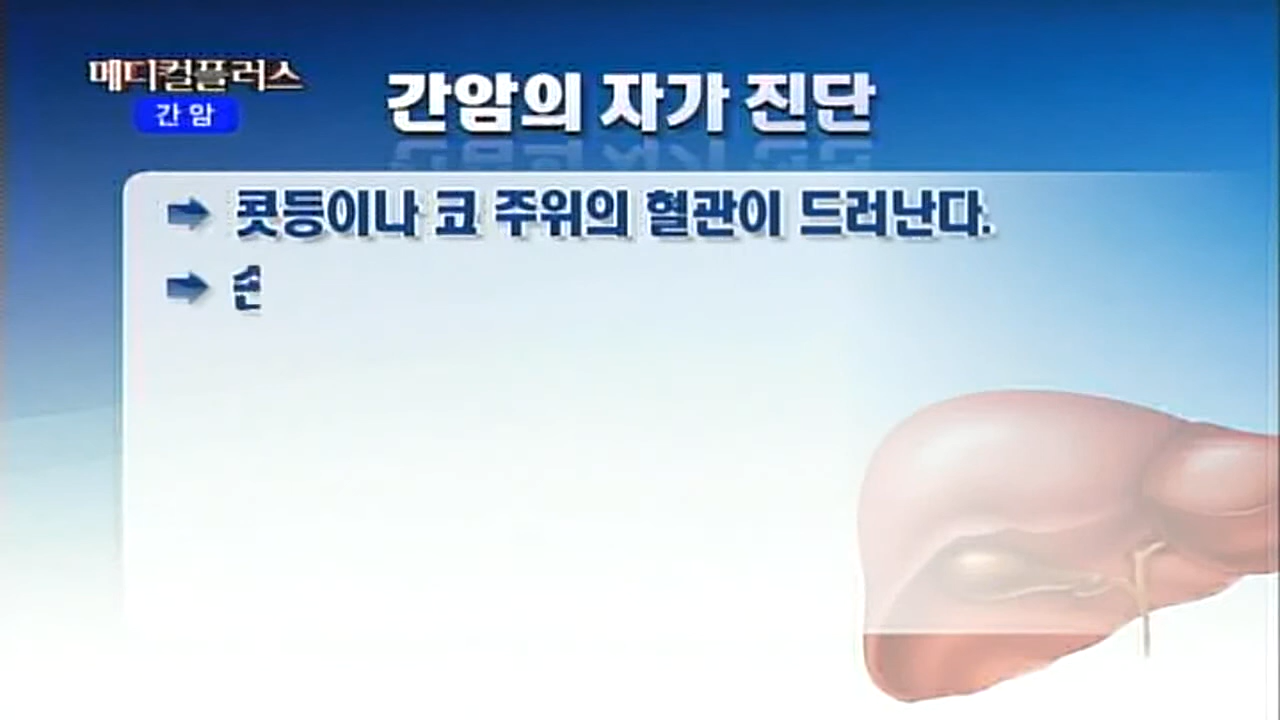 메디컬플러스
간암의 자가 진단
간 암
콧등이나 코 주위의 혈관이 드러난다.
손